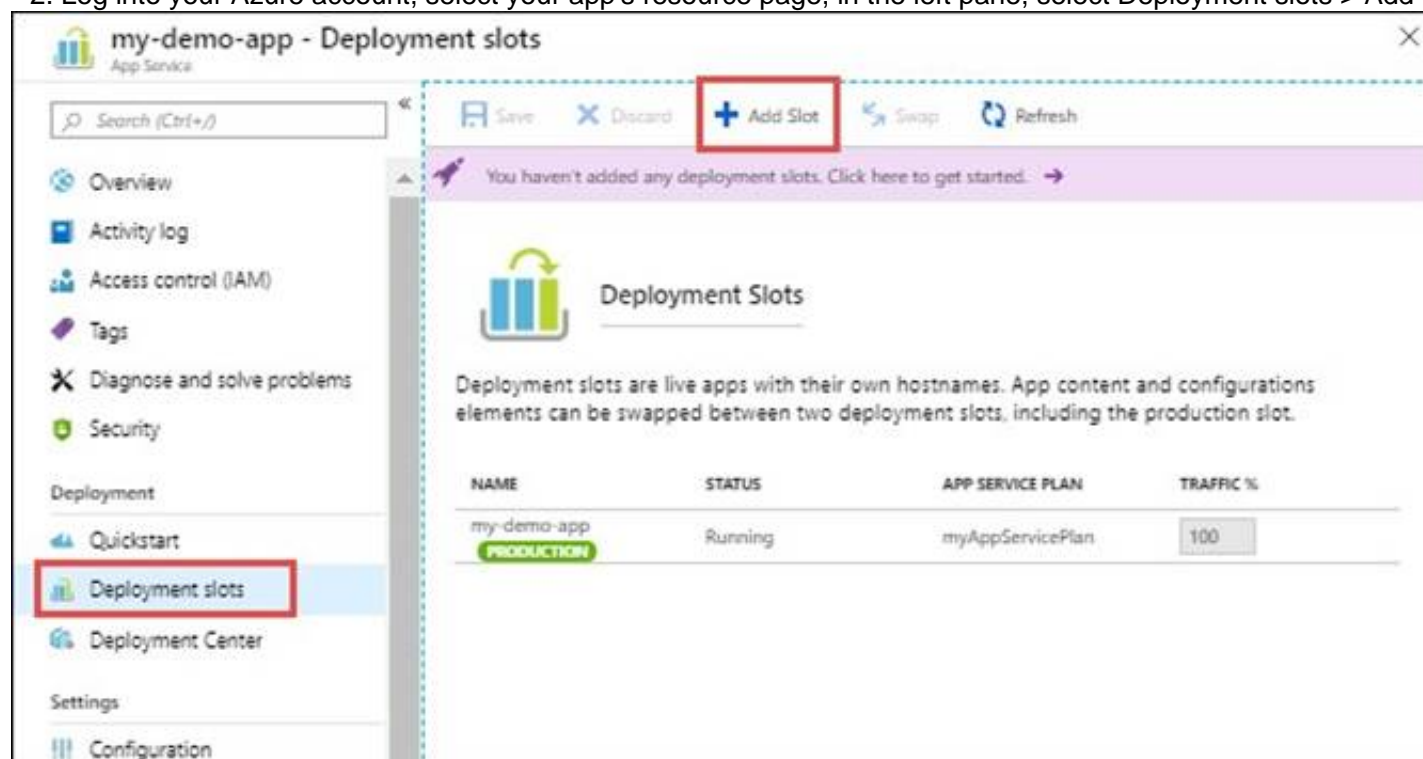 2. Log into your Azure account, select your app's resource page, in the left pane, select Deployment slots > Add
my-demo-app - Deployment slots
App Service
Search (Ctrl+/)
«
Save
Discard
Add Slot
Swap
Refresh
You haven't added any deployment slots. Click here to get started. →
Overview
Activity log
Access control (IAM)
Tags
Diagnose and solve problems
Security
Deployment
Quickstart
Deployment slots
Deployment Center
Settings
Configuration
Deployment Slots
Deployment slots are live apps with their own hostnames. App content and configurations
elements can be swapped between two deployment slots, including the production slot.
NAME STATUS APP SERVICE PLAN TRAFFIC %
my-demo-app Running myAppServicePlan 100
PRODUCTION